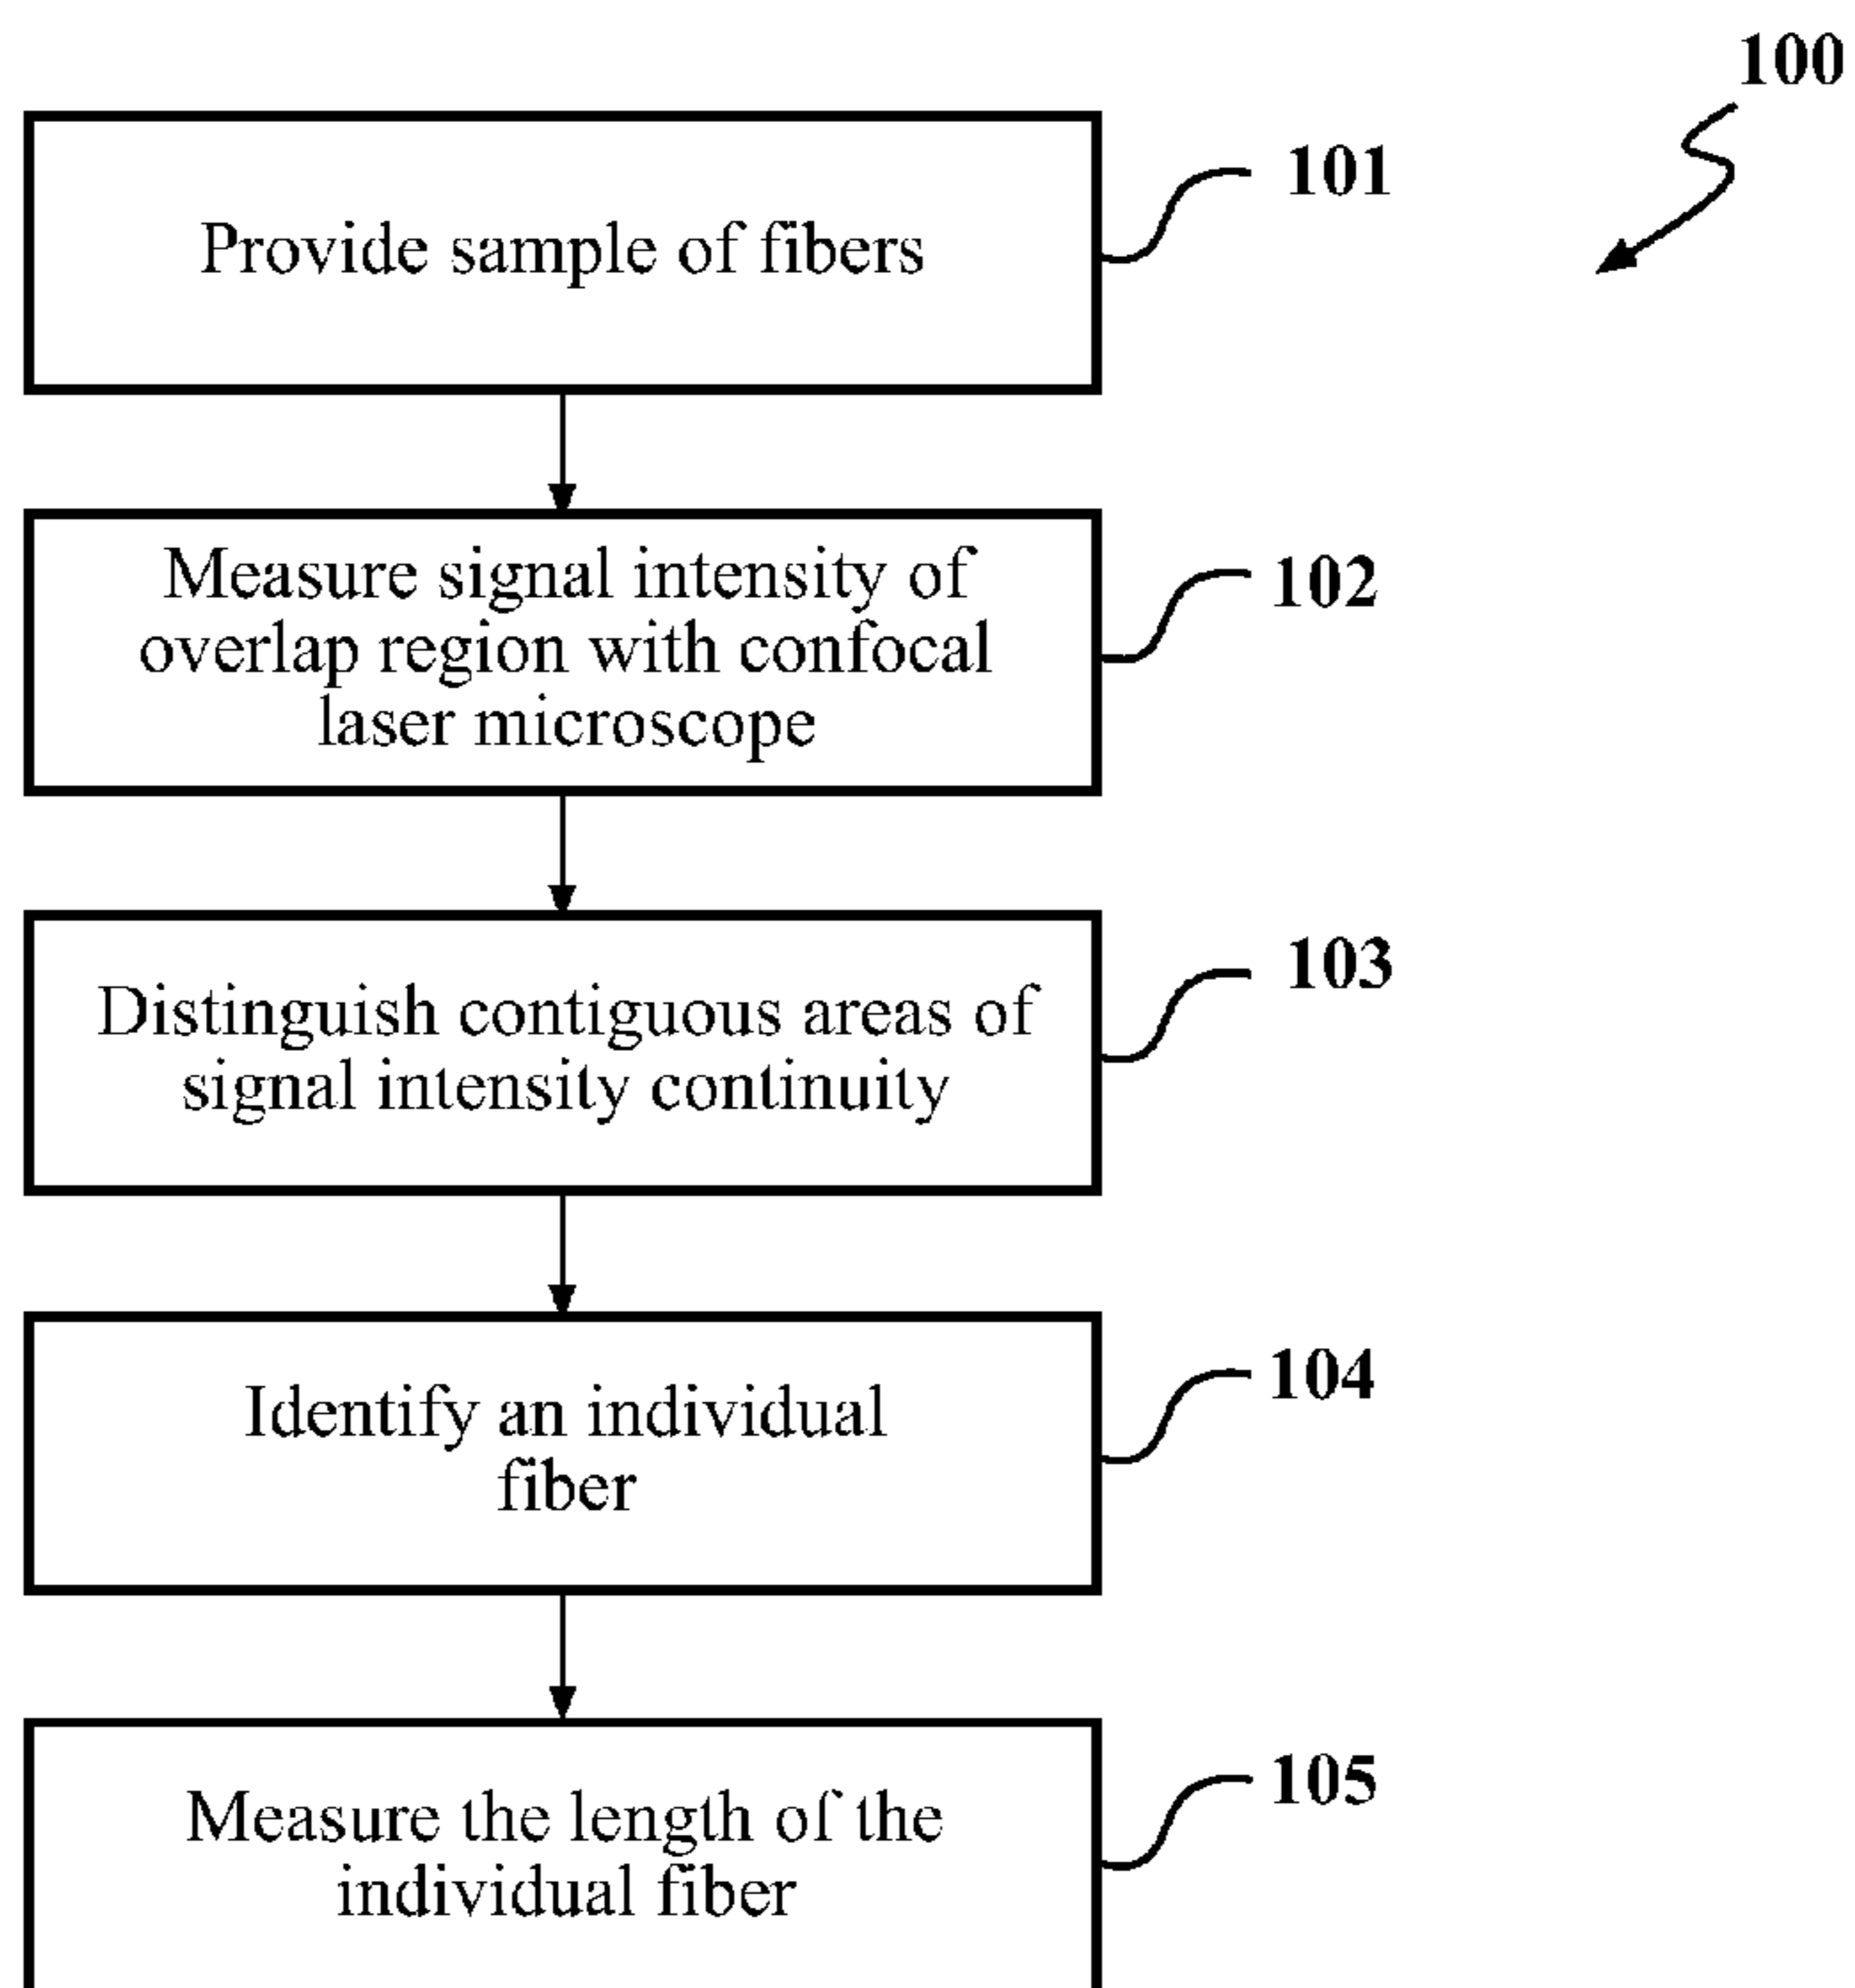 100
101
Provide sample of fibers
Measure signal intensity of
overlap region with confocal
laser microscope
102
Distinguish contiguous areas of
signal intensity continuity
103
Identify an individual
fiber
104
Measure the length of the
individual fiber
105